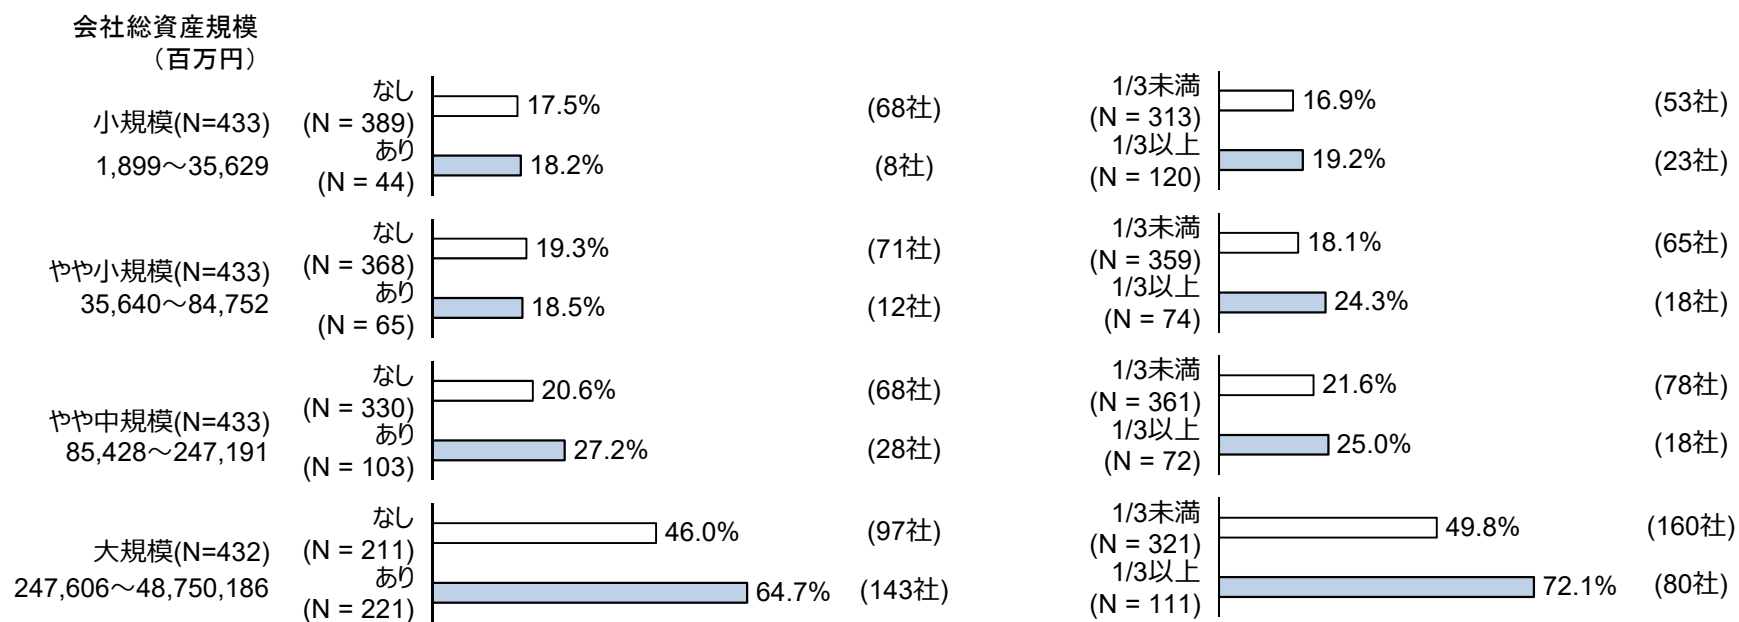 会社総資産規模
（百万円）
小規模(N=433)
1,899～35,629
なし
(N = 389)
17.5%
(68社)
あり
(N = 44)
18.2%
(8社)
1/3未満
(N = 313)
16.9%
(53社)
1/3以上
(N = 120)
19.2%
(23社)
やや小規模(N=433)
35,640～84,752
なし
(N = 368)
19.3%
(71社)
あり
(N = 65)
18.5%
(12社)
1/3未満
(N = 359)
18.1%
(65社)
1/3以上
(N = 74)
24.3%
(18社)
やや中規模(N=433)
85,428～247,191
なし
(N = 330)
20.6%
(68社)
あり
(N = 103)
27.2%
(28社)
1/3未満
(N = 361)
21.6%
(78社)
1/3以上
(N = 72)
25.0%
(18社)
大規模(N=432)
247,606～48,750,186
なし
(N = 211)
46.0%
(97社)
あり
(N = 221)
64.7%
(143社)
1/3未満
(N = 321)
49.8%
(160社)
1/3以上
(N = 111)
72.1%
(80社)